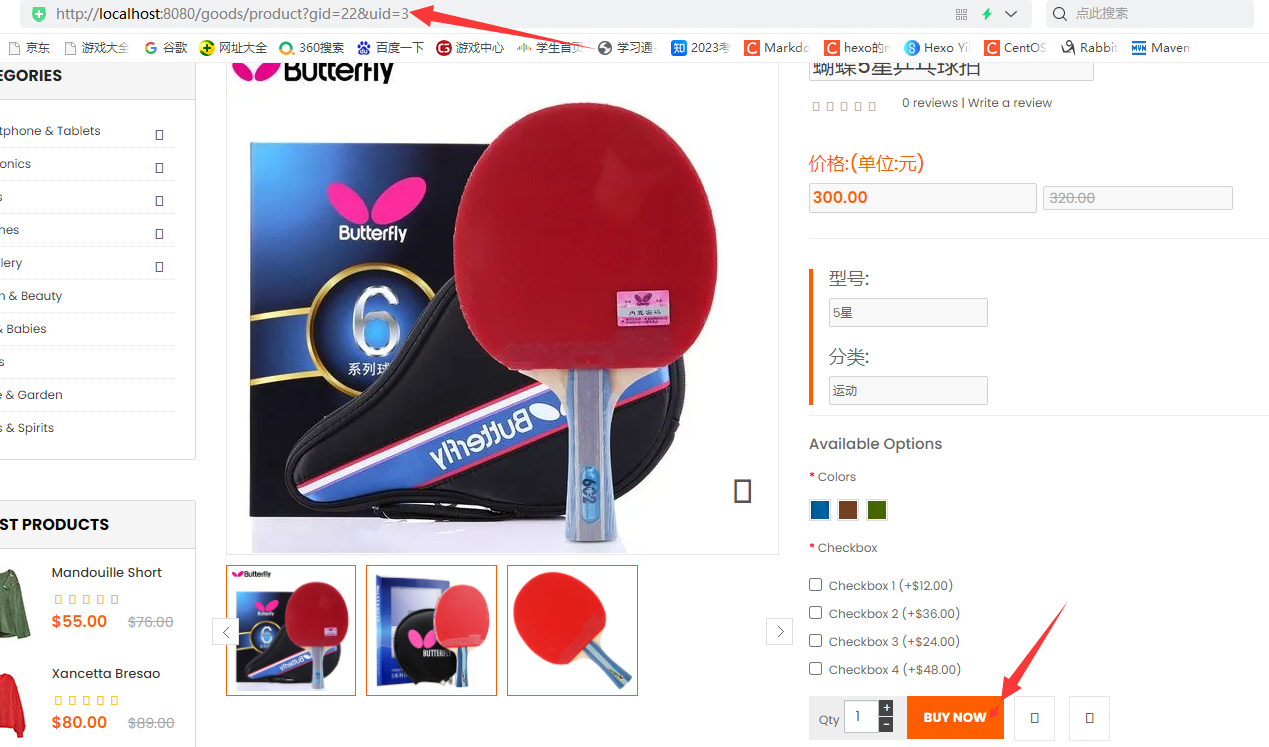 http://localhost:8080/goods/product?gid=22&uid=3
点此搜索
京东
游戏大全
谷歌
网址大全
360搜索
百度一下
游戏中心
学生首页
学习通
2023考
Markdo
hexo的n
Hexo Yil
CentOS
Rabbit
Maven
EGORIES
tphone & Tablets
onics
s
hes
lery
n & Beauty
& Babies
s
e & Garden
s & Spirits
ST PRODUCTS
Mandouille Short
$55.00 $76.00
Xancetta Bresao
$80.00 $89.00
Butterfly
Butterfly
6
系列球
Butterfly
729
蝴蝶5星乒乓球拍
0 reviews | Write a review
价格:(单位:元)
300.00 320.00
型号:
5星
分类:
运动
Available Options
* Colors
* Checkbox
Checkbox 1 (+$12.00)
Checkbox 2 (+$36.00)
Checkbox 3 (+$24.00)
Checkbox 4 (+$48.00)
Qty 1 + −
BUY NOW